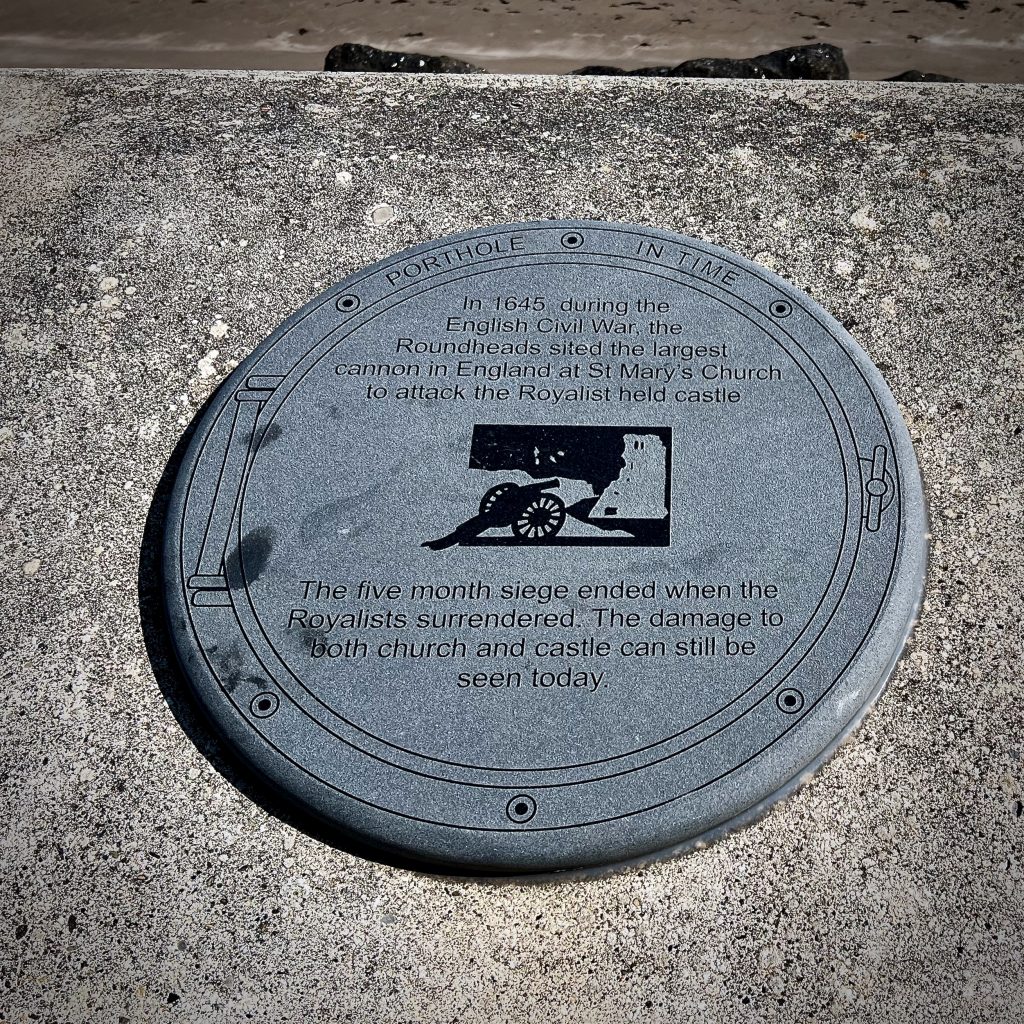 PORTHOLE IN TIME
In 1645, during the
English Civil War, the
Roundheads sited the largest
cannon in England at St Mary's Church
to attack the Royalist held castle
The five month siege ended when the
Royalists surrendered. The damage to
both church and castle can still be
seen today.